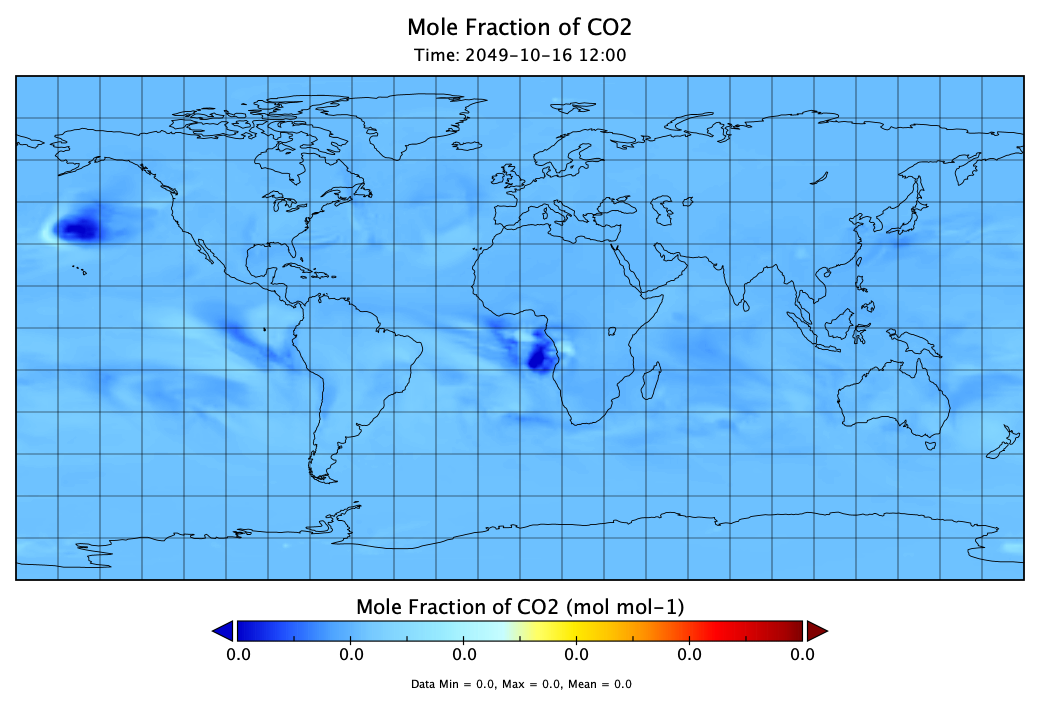 Mole Fraction of CO2
Time: 2049-10-16 12:00
Mole Fraction of CO2 (mol mol-1)
0.0 0.0 0.0 0.0 0.0 0.0
Data Min = 0.0, Max = 0.0, Mean = 0.0